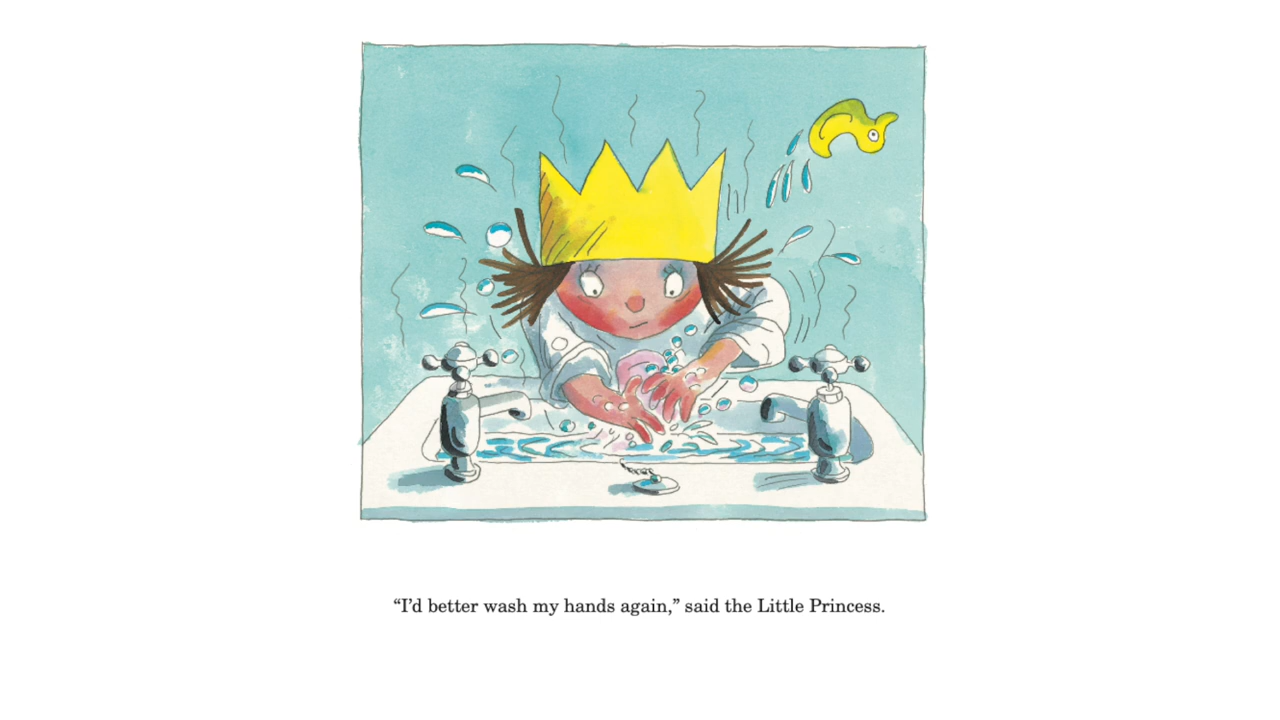 “I’d better wash my hands again,” said the Little Princess.